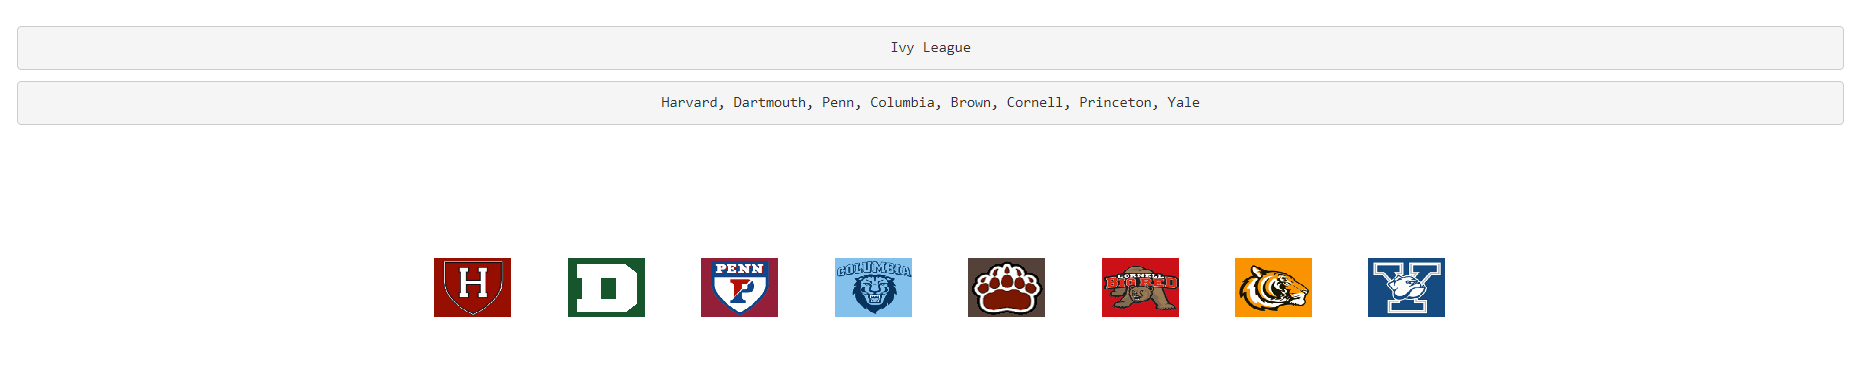 Ivy League
Harvard, Dartmouth, Penn, Columbia, Brown, Cornell, Princeton, Yale
H
D
PENN
P
COLUMBIA
CORNELL
BIG RED
Y